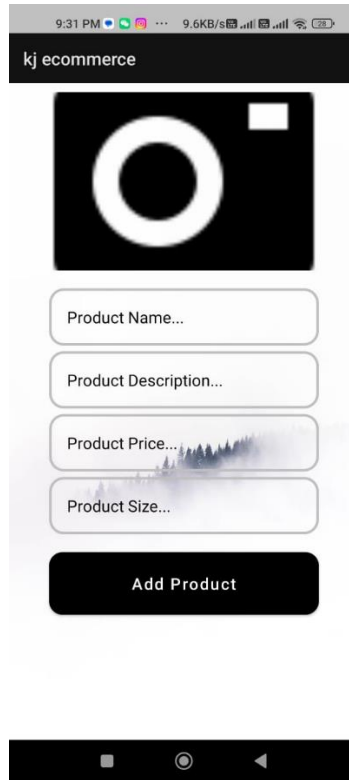 9:31 PM ··· 9.6KB/s 28
kj ecommerce
Product Name...
Product Description...
Product Price...
Product Size...
Add Product